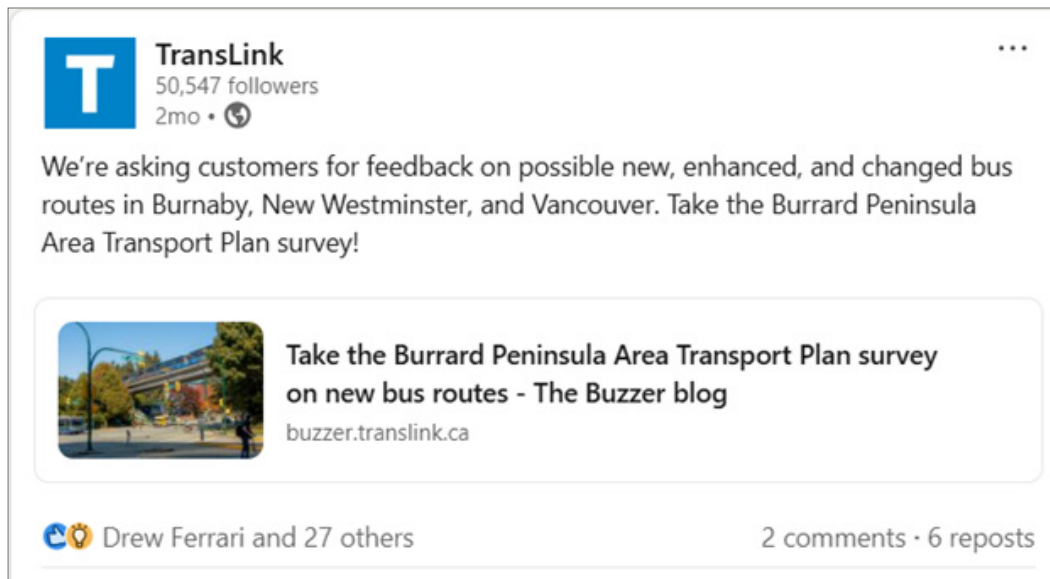 T
TransLink
...
50,547 followers
2mo •
We’re asking customers for feedback on possible new, enhanced, and changed bus
routes in Burnaby, New Westminster, and Vancouver. Take the Burrard Peninsula
Area Transport Plan survey!
Take the Burrard Peninsula Area Transport Plan survey
on new bus routes - The Buzzer blog
buzzer.translink.ca
Drew Ferrari and 27 others
2 comments · 6 reposts